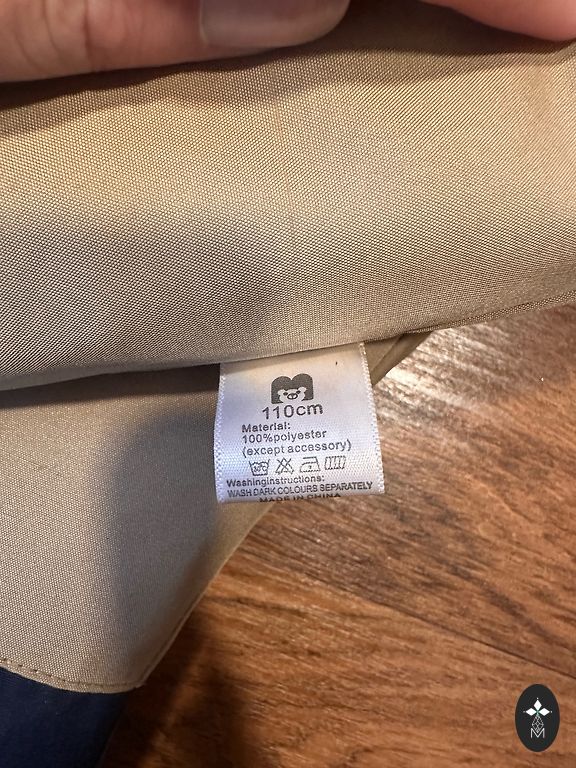 110cm
Material:
100%polyester
(except accessory)
Washinginstructions:
WASH DARK COLOURS SEPARATELY
MADE IN CHINA
M